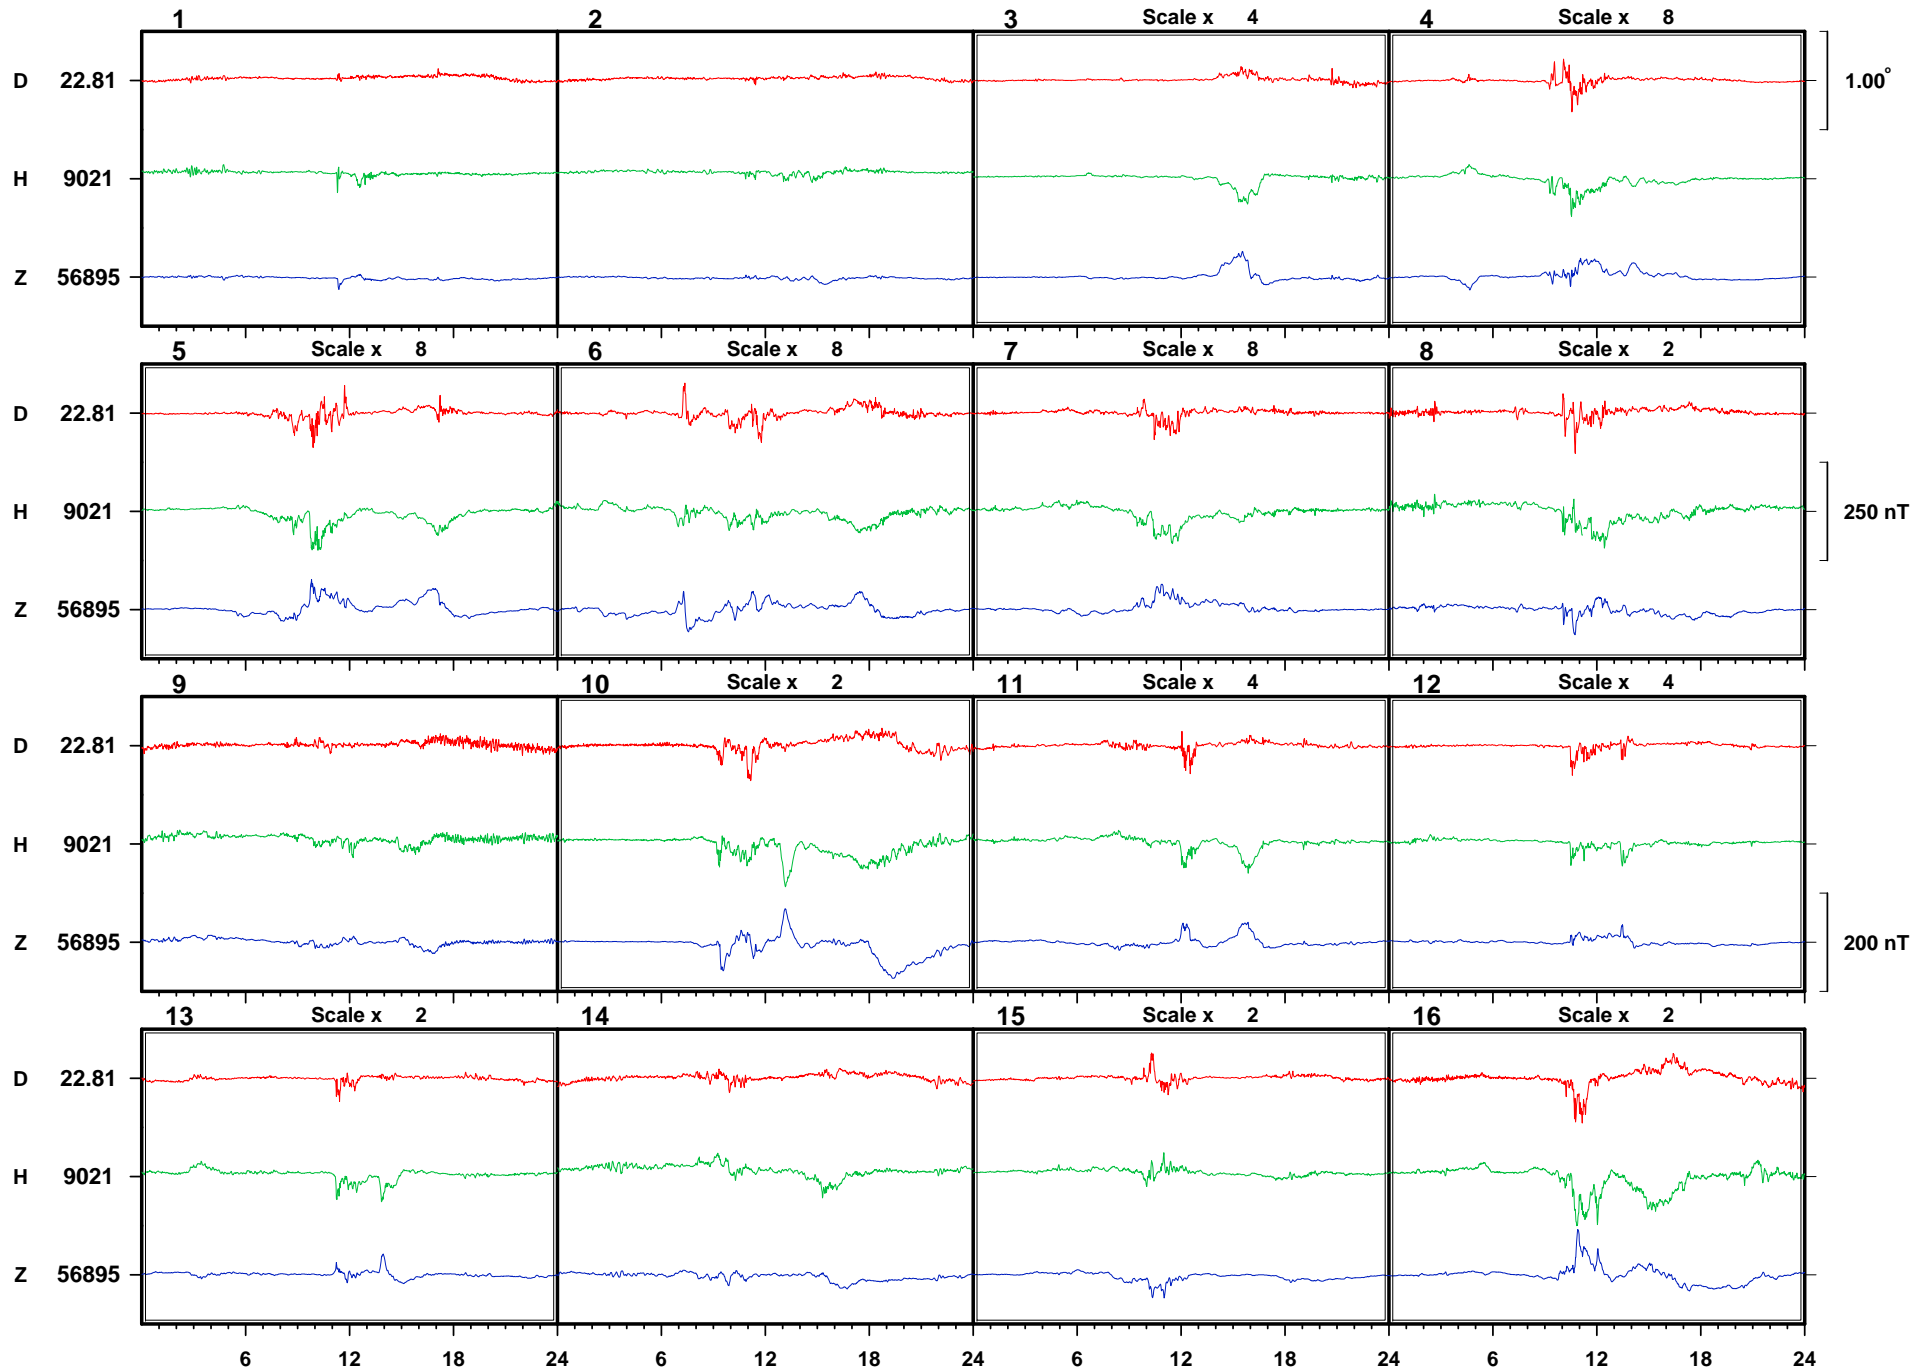 1 2 3 Scale x 4 4 Scale x 8
D 22.81 1.00°
H 9021
Z 56895
5 Scale x 8 6 Scale x 8 7 Scale x 8 8 Scale x 2
D 22.81
H 9021 250 nT
Z 56895
9 10 Scale x 2 11 Scale x 4 12 Scale x 4
D 22.81
H 9021
Z 56895 200 nT
13 Scale x 2 14 15 Scale x 2 16 Scale x 2
D 22.81
H 9021
Z 56895
6 12 18 24 6 12 18 24 6 12 18 24 6 12 18 24